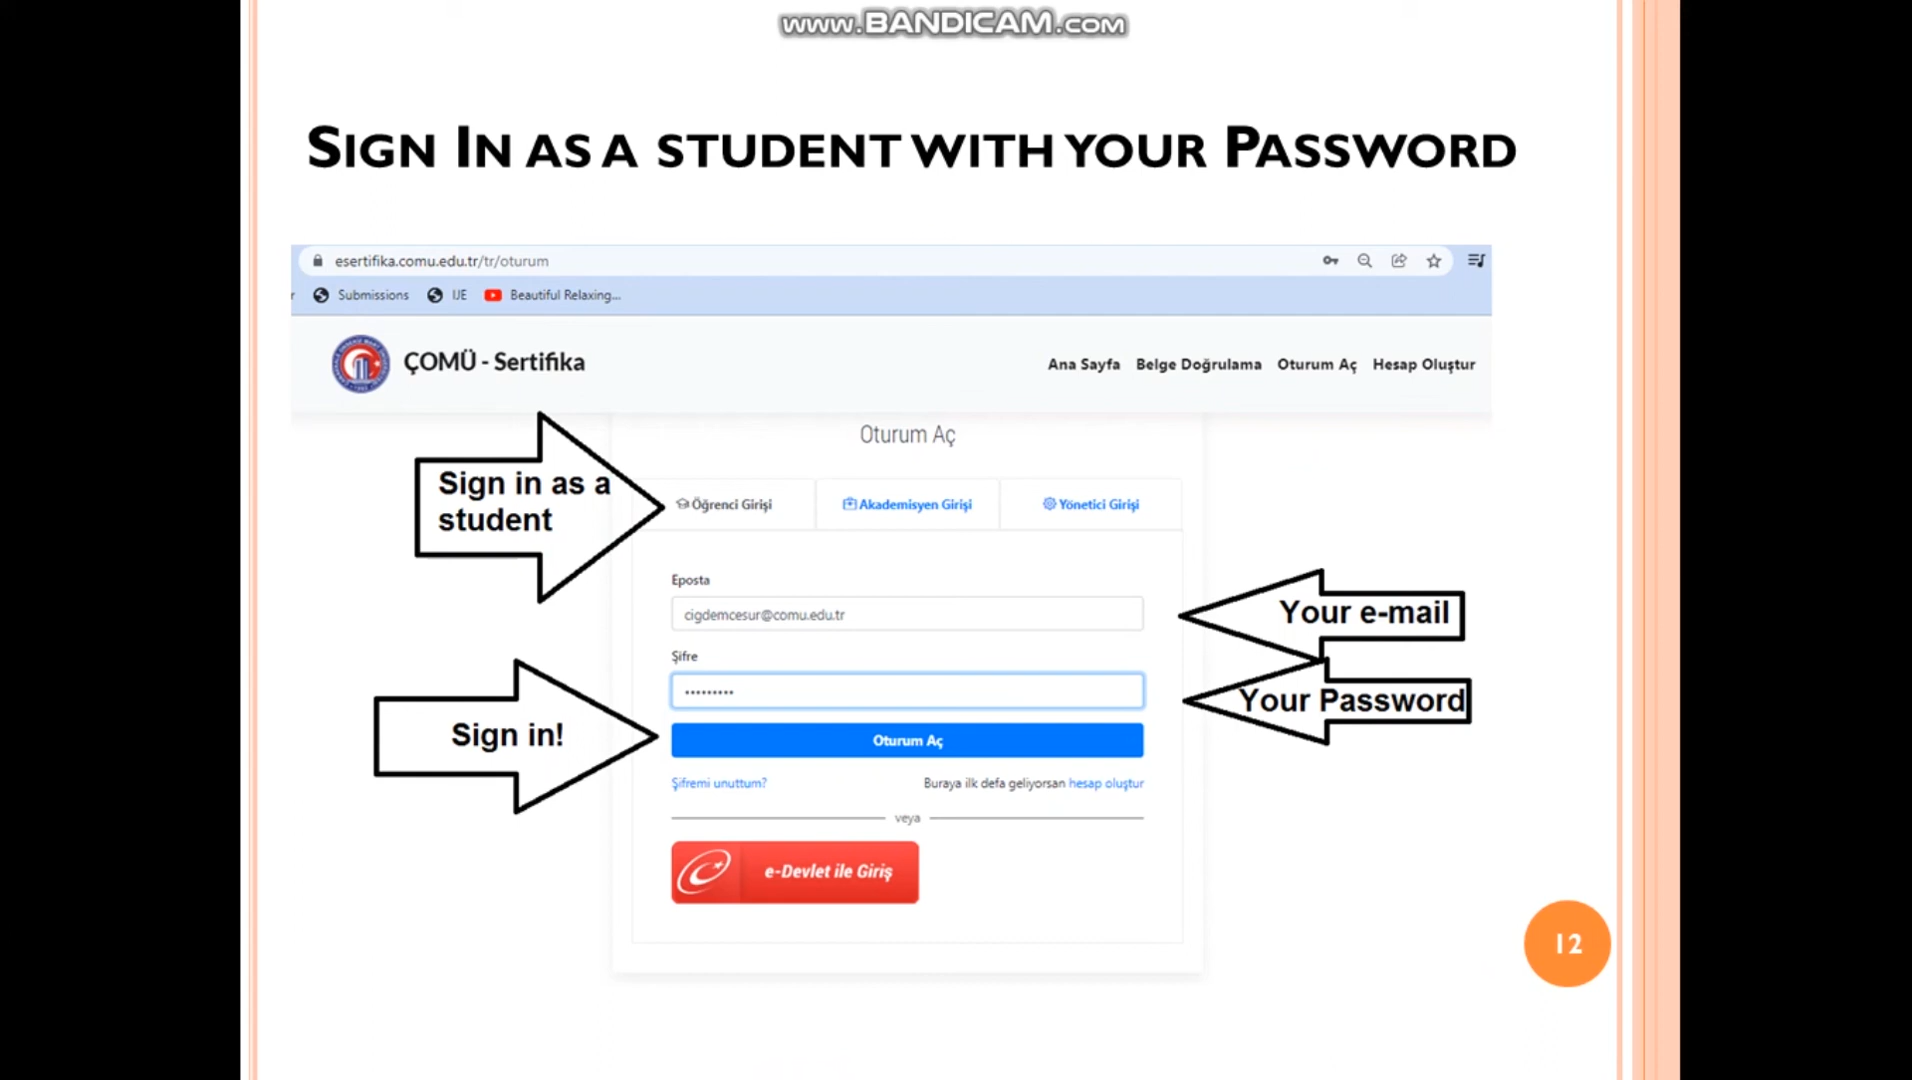 www.BANDICAM.com
SIGN IN AS A STUDENT WITH YOUR PASSWORD
esertifika.comu.edu.tr/tr/oturum
Submissions IJE Beautiful Relaxing...
ÇOMÜ - Sertifika
Ana Sayfa Belge Doğrulama Oturum Aç Hesap Oluştur
Oturum Aç
Sign in as a
student
Öğrenci Girişi Akademisyen Girişi Yönetici Girişi
Eposta
cigdemcesur@comu.edu.tr
Your e-mail
Şifre
•••••••••
Your Password
Sign in!
Oturum Aç
Şifremi unuttum? Buraya ilk defa geliyorsan hesap oluştur
veya
e-Devlet ile Giriş
12